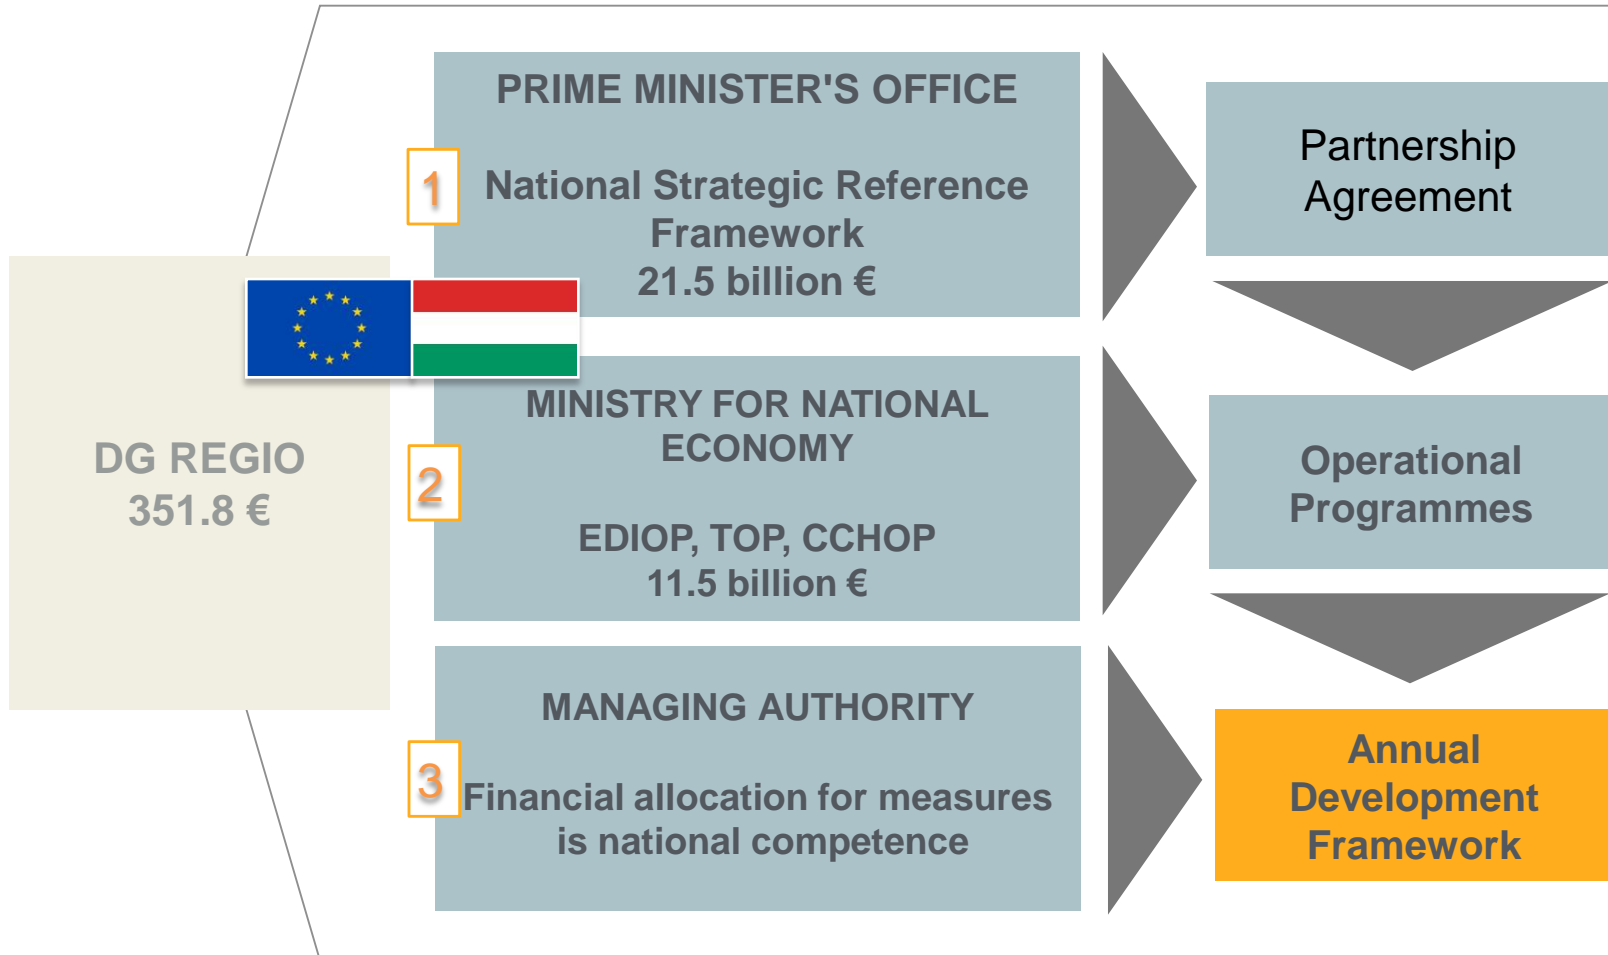 DG REGIO
351.8 €
1
PRIME MINISTER'S OFFICE
National Strategic Reference
Framework
21.5 billion €
Partnership
Agreement
2
MINISTRY FOR NATIONAL
ECONOMY
EDIOP, TOP, CCHOP
11.5 billion €
Operational
Programmes
3
MANAGING AUTHORITY
Financial allocation for measures
is national competence
Annual
Development
Framework